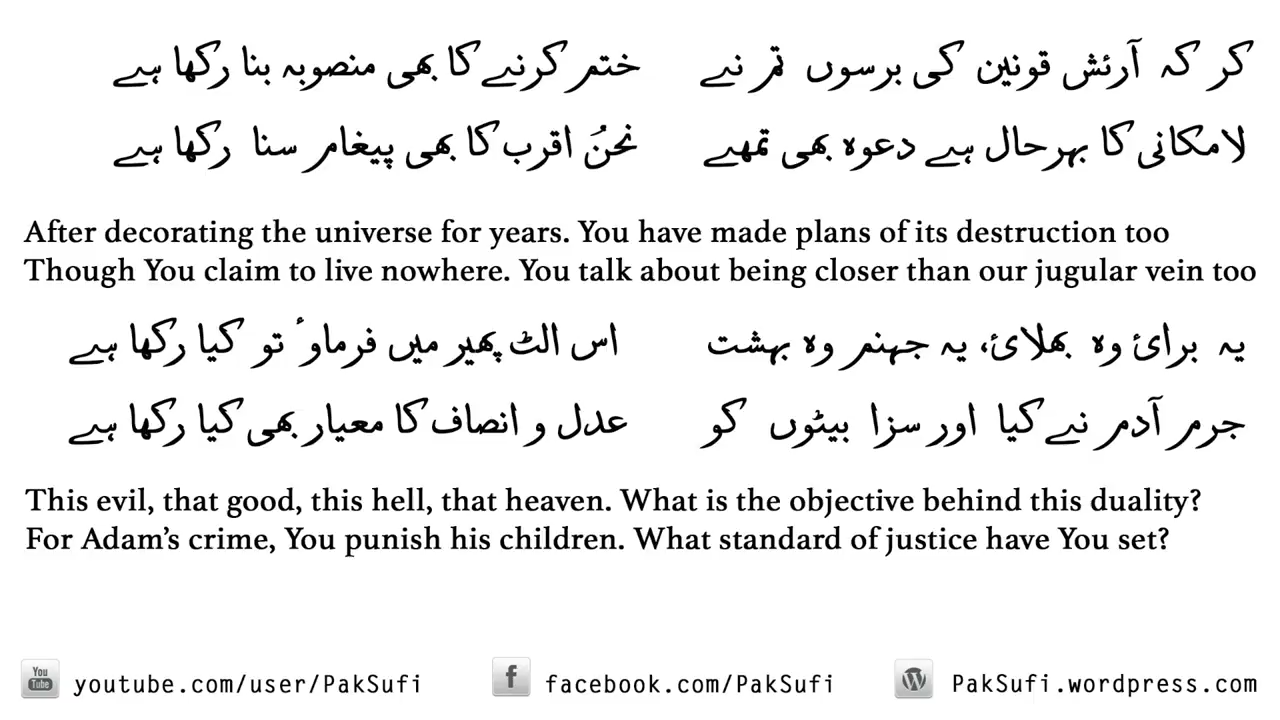 کر کہ آرئش قونین کی برسوں تم نے ختم کرنے کا بھی منصوبہ بنا رکھا ہے
لامکانی کا بہرحال ہے دعوہ بھی تمھے نحنُ اقرب کا بھی پیغام سنا رکھا ہے
After decorating the universe for years. You have made plans of its destruction too
Though You claim to live nowhere. You talk about being closer than our jugular vein too
یہ برائ وہ بھلائ، یہ جہنم وہ بہشت اس الٹ پھیر میں فرماوٴ تو کیا رکھا ہے
جرم آدم نے کیا اور سزا بیٹوں کو عدل و انصاف کا معیار بھی کیا رکھا ہے
This evil, that good, this hell, that heaven. What is the objective behind this duality?
For Adam's crime, You punish his children. What standard of justice have You set?
You Tube youtube.com/user/PakSufi f facebook.com/PakSufi W PakSufi.wordpress.com